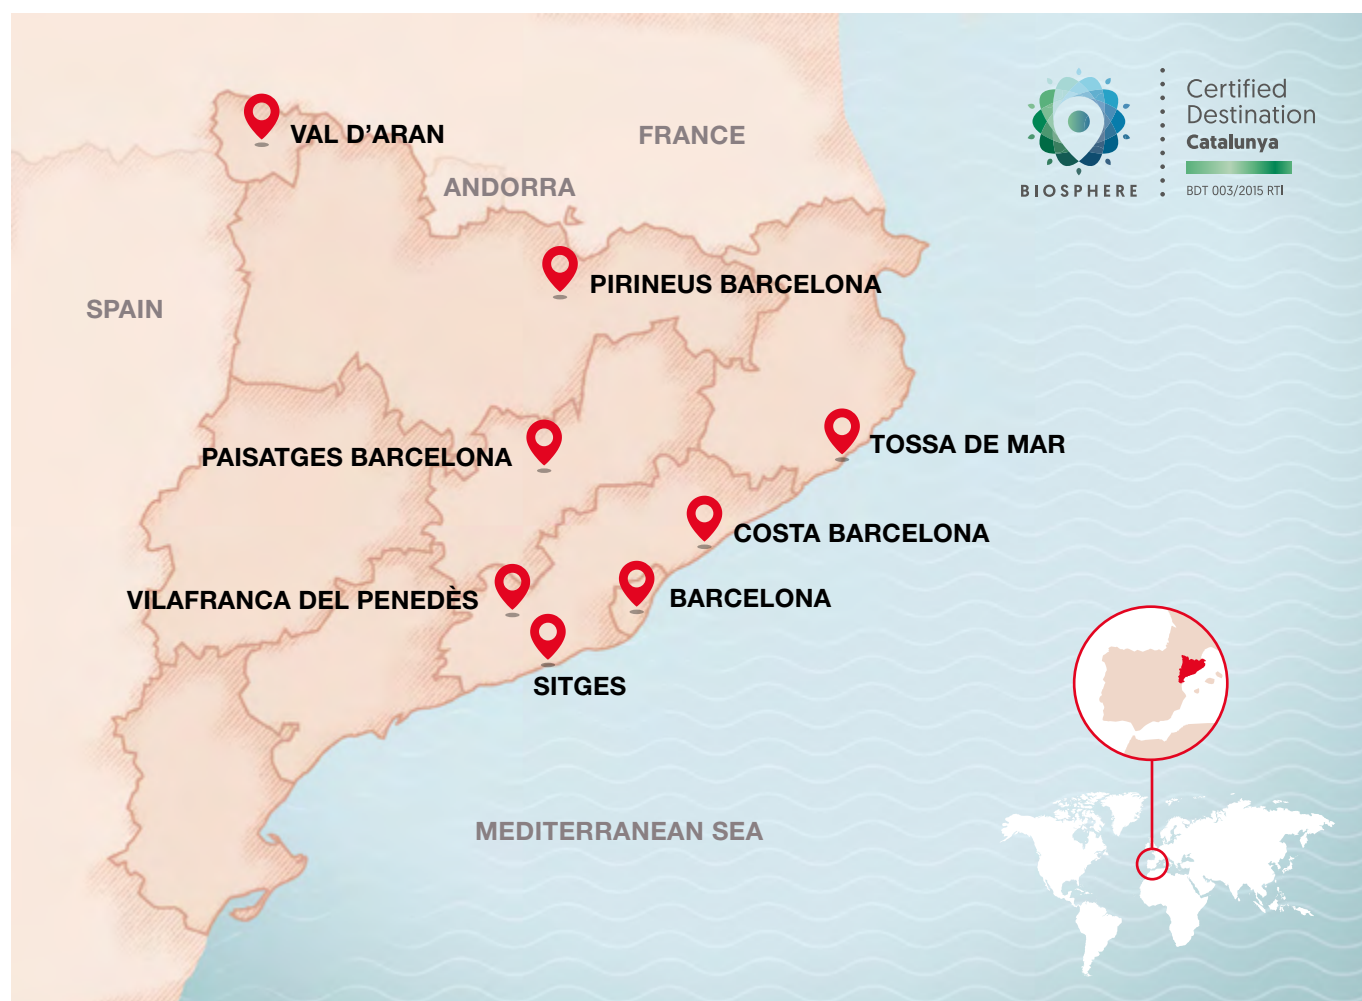 VAL D’ARAN
FRANCE
ANDORRA
PIRINEUS BARCELONA
SPAIN
PAISATGES BARCELONA
TOSSA DE MAR
COSTA BARCELONA
VILAFRANCA DEL PENEDÈS
BARCELONA
SITGES
MEDITERRANEAN SEA
BIOSPHERE
Certified
Destination
Catalunya
BDT 003/2015 RTI